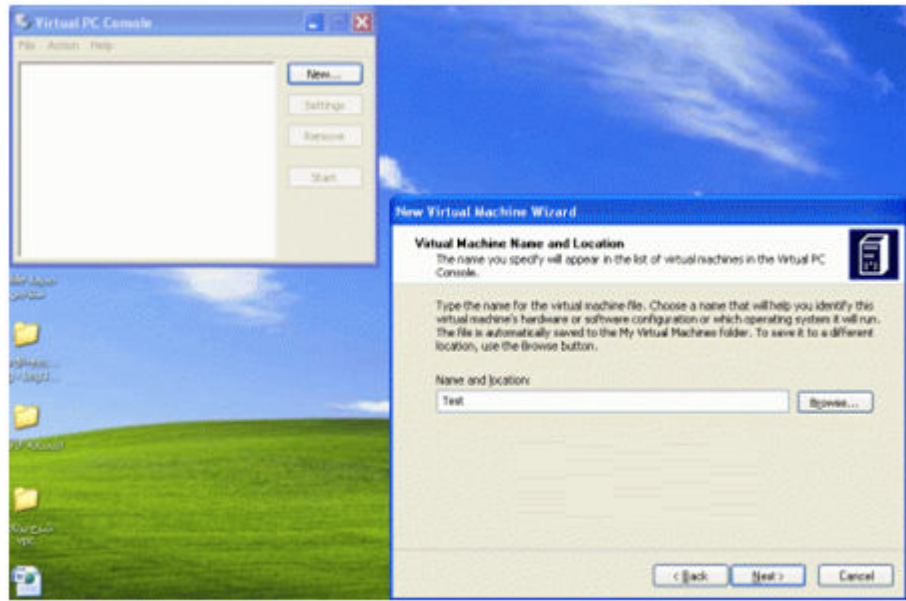 Virtual PC Console
File Action Help
New...
Settings
Remove
Start
New Virtual Machine Wizard
Virtual Machine Name and Location
The name you specify will appear in the list of virtual machines in the Virtual PC
Console.
Type the name for the virtual machine file. Choose a name that will help you identify this
virtual machine's hardware or software configuration or which operating system it will run.
The file is automatically saved to the My Virtual Machines folder. To save it to a different
location, use the Browse button.
Name and location:
Test
Browse...
< Back
Next >
Cancel
vpc